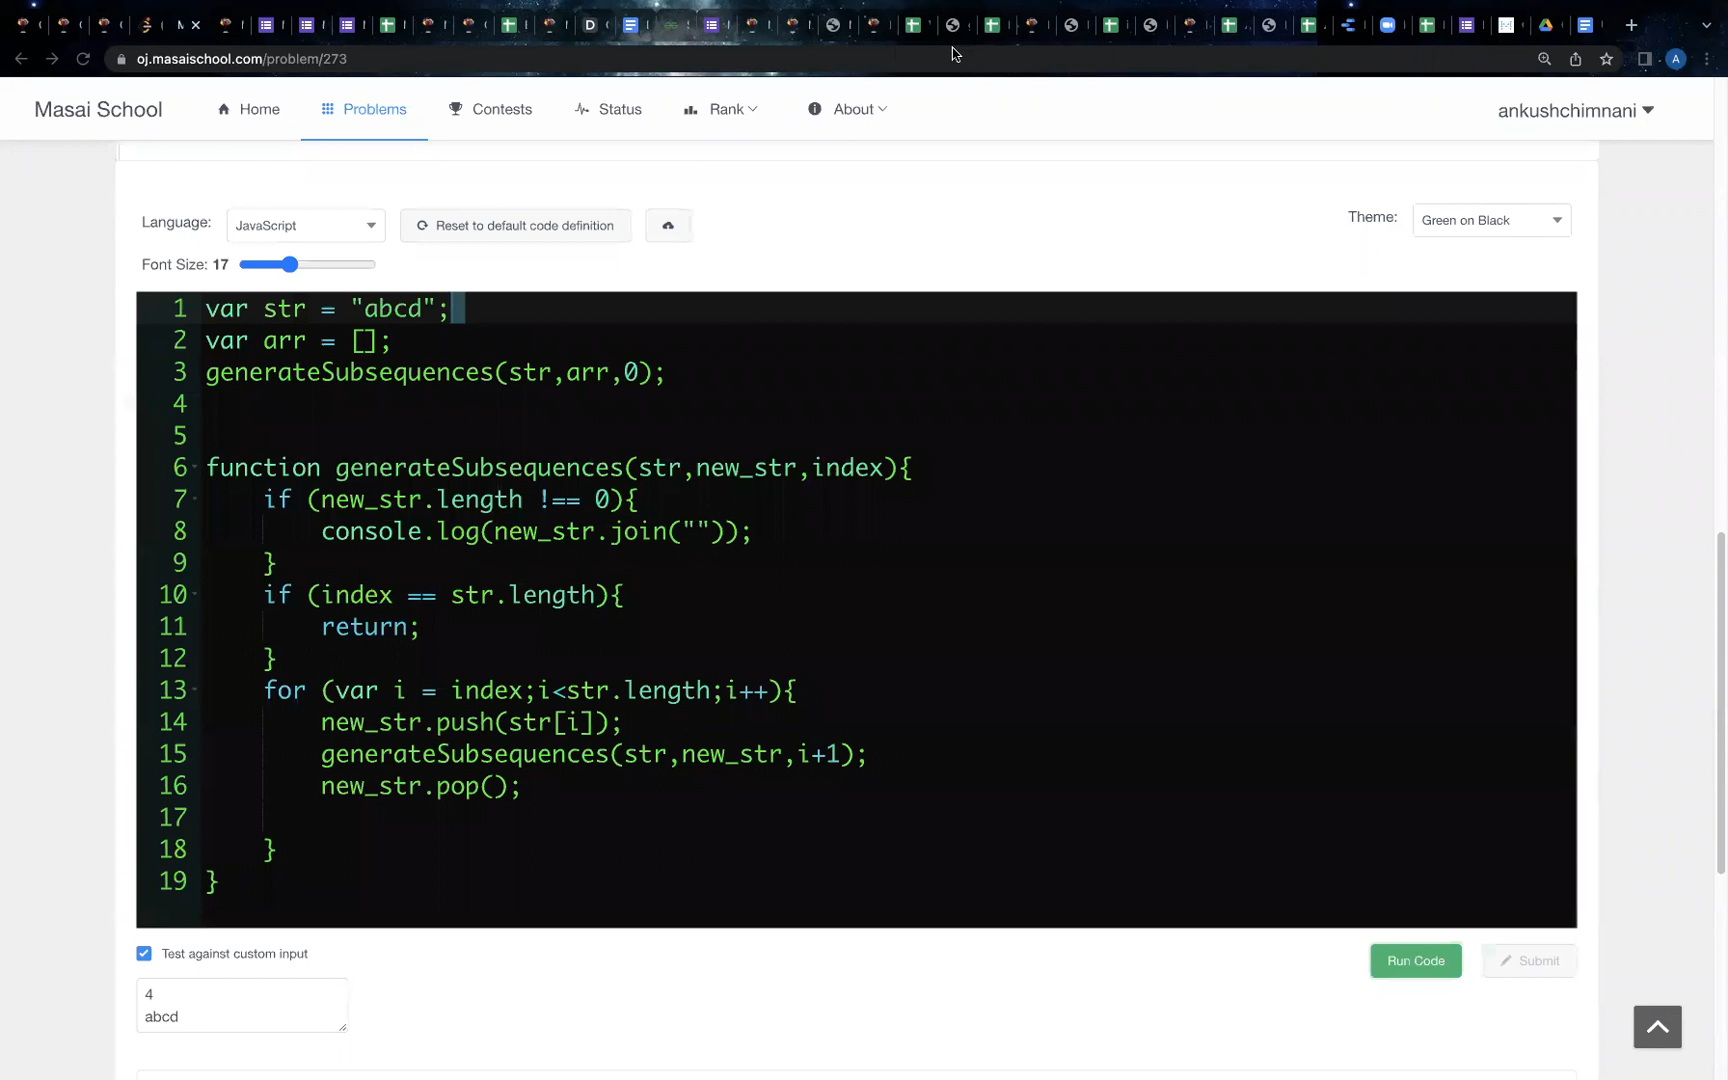 oj.masaischool.com/problem/273
A
Masai School
Home
Problems
Contests
Status
Rank
About
ankushchimnani
Language:
JavaScript
Reset to default code definition
Theme:
Green on Black
Font Size: 17
1 var str = "abcd";
2 var arr = [];
3 generateSubsequences(str,arr,0);
4
5
6 function generateSubsequences(str,new_str,index){
7 if (new_str.length !== 0){
8 console.log(new_str.join(""));
9 }
10 if (index == str.length){
11 return;
12 }
13 for (var i = index;i<str.length;i++){
14 new_str.push(str[i]);
15 generateSubsequences(str,new_str,i+1);
16 new_str.pop();
17
18 }
19 }
Test against custom input
Run Code
Submit
4
abcd